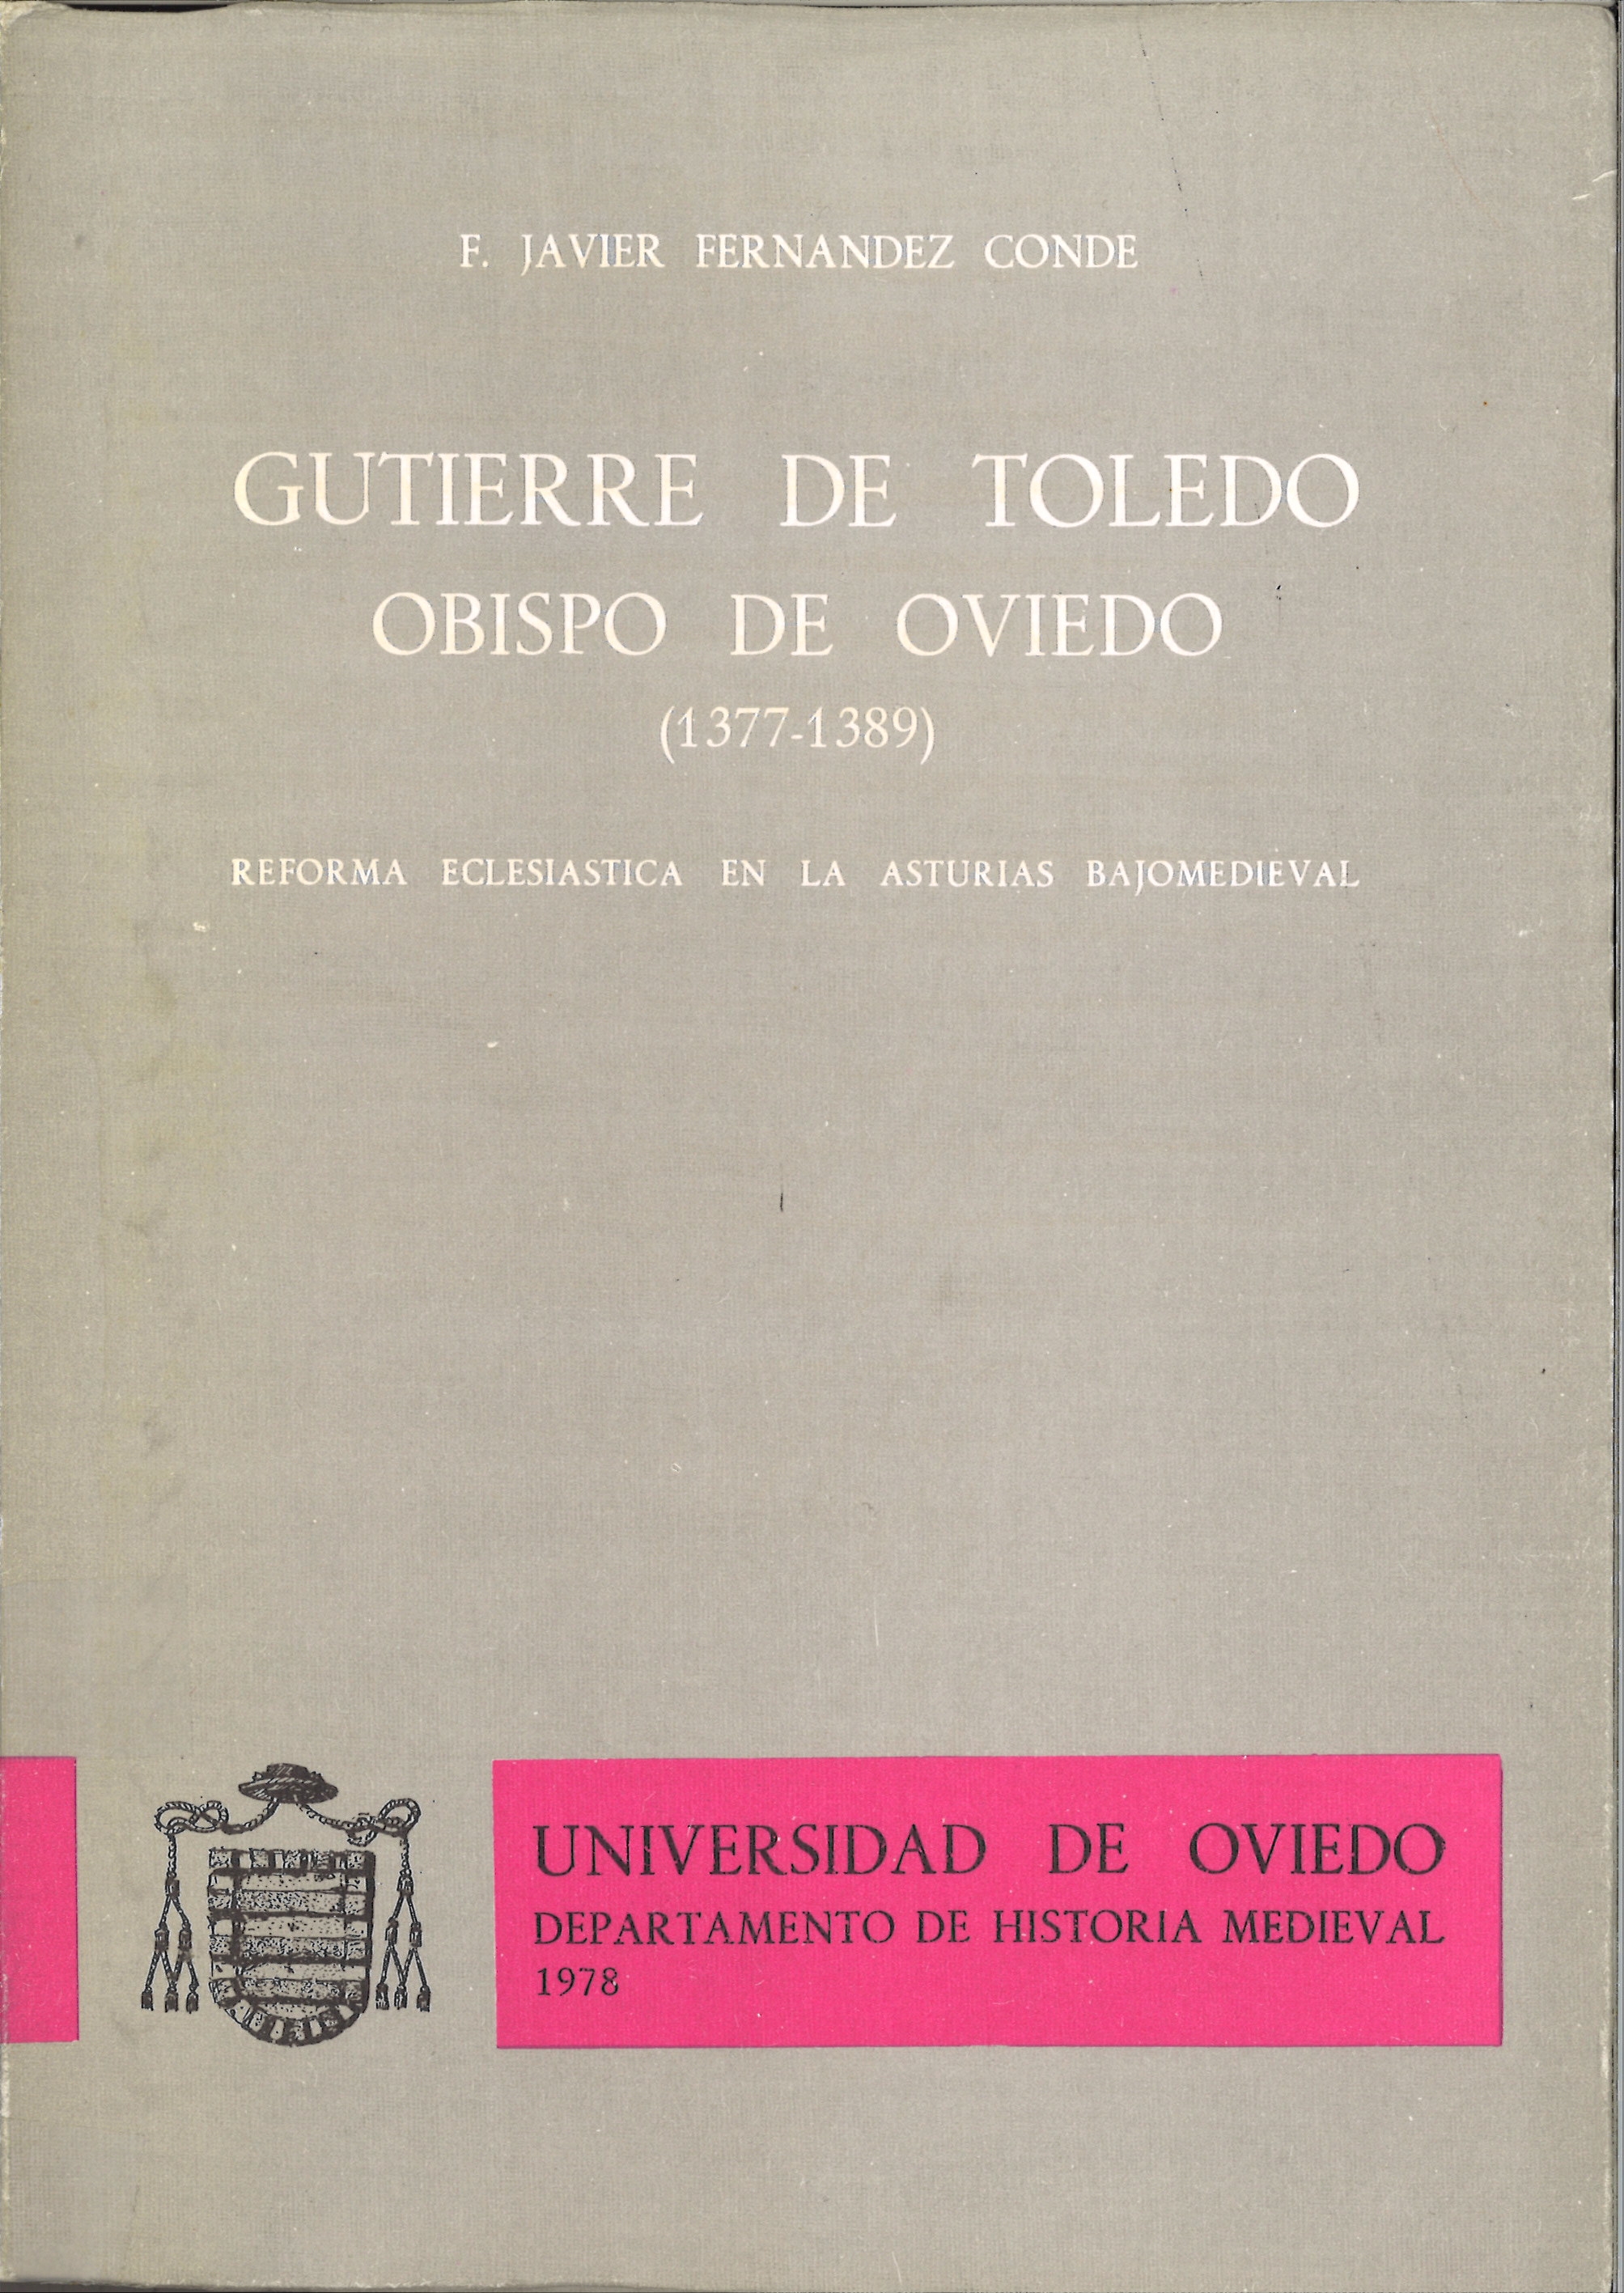 F. JAVIER FERNANDEZ CONDE
GUTIERRE DE TOLEDO
OBISPO DE OVIEDO
(1377-1389)
REFORMA ECLESIASTICA EN LA ASTURIAS BAJOMEDIEVAL
UNIVERSIDAD DE OVIEDO
DEPARTAMENTO DE HISTORIA MEDIEVAL
1978